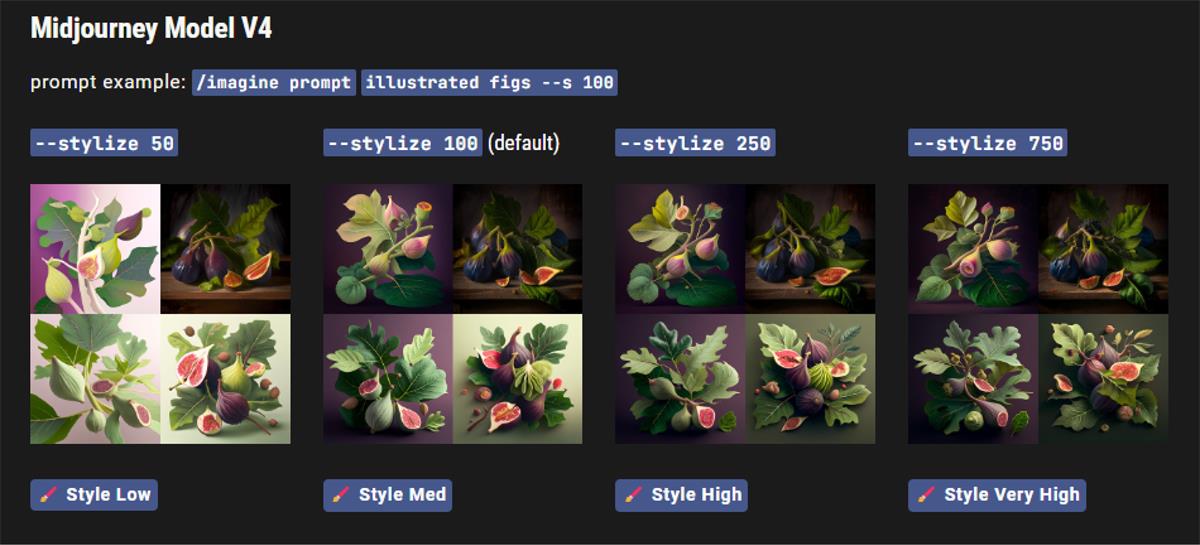 Midjourney Model V4
prompt example: /imagine prompt illustrated figs --s 100
--stylize 50
--stylize 100 (default)
--stylize 250
--stylize 750
Style Low
Style Med
Style High
Style Very High